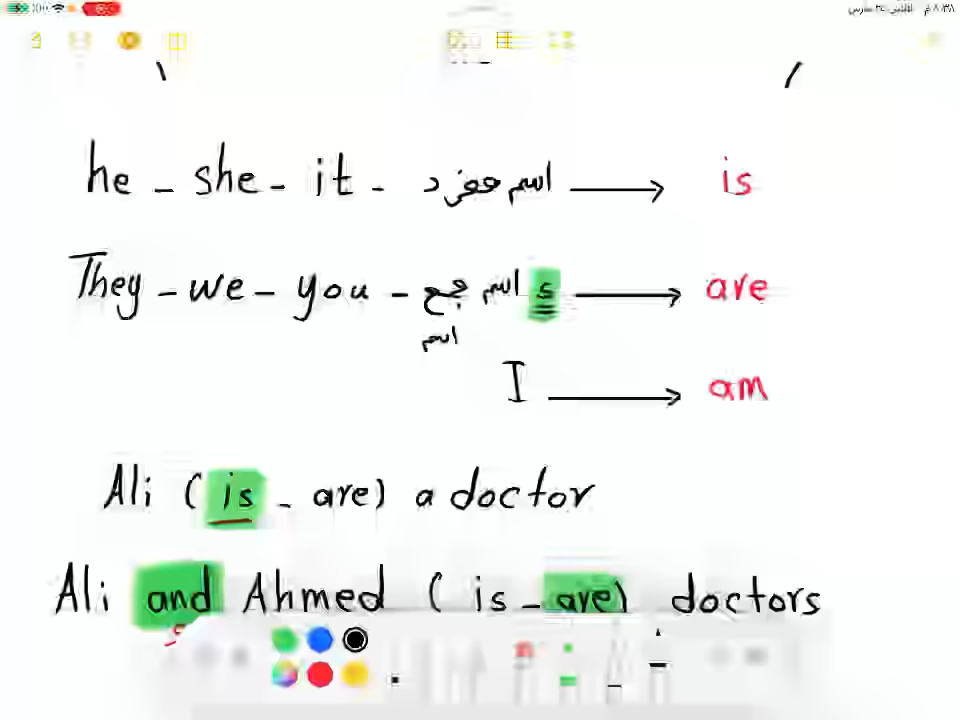 he - she - it - اسم مفرد → is
They - we - you - اسم جمع اسم s → are
I → am
Ali (is - are) a doctor
Ali and Ahmed (is - are) doctors